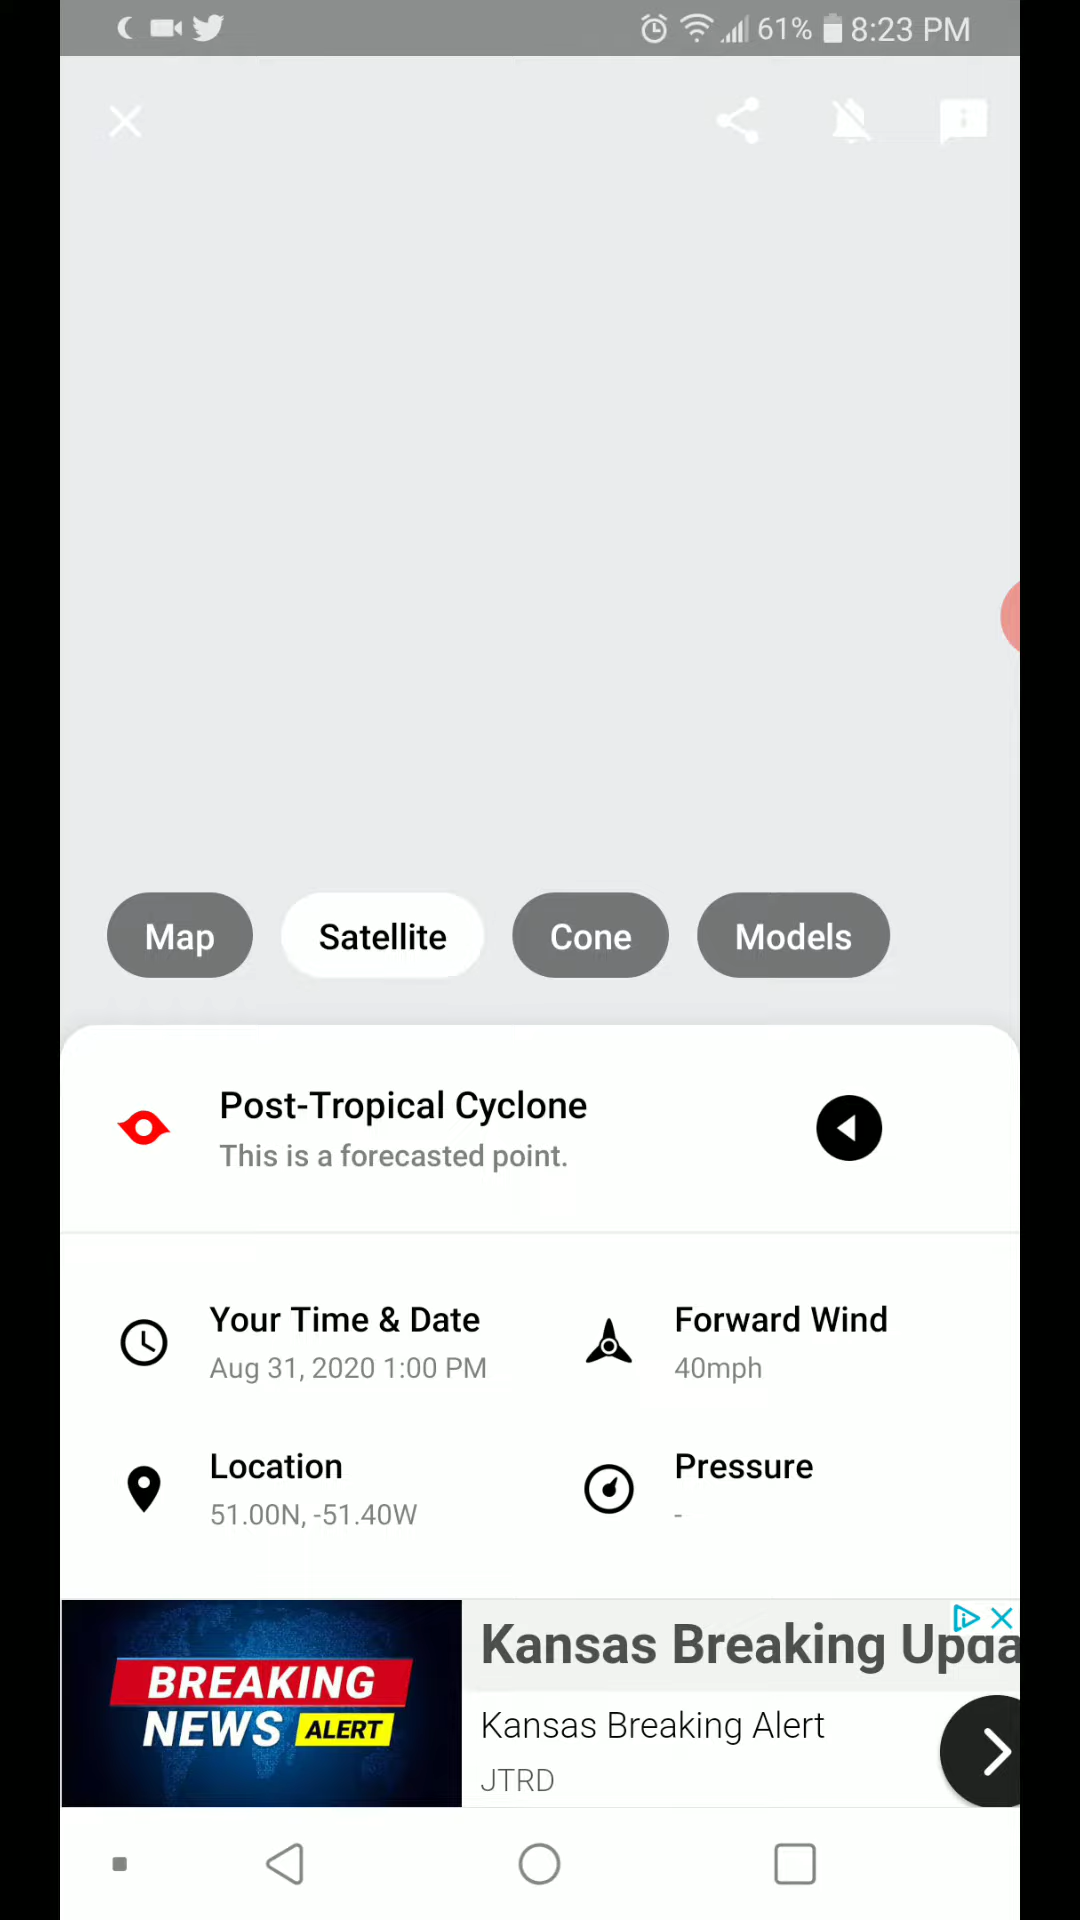 61% 8:23 PM
Map Satellite Cone Models
Post-Tropical Cyclone
This is a forecasted point.
Your Time & Date
Aug 31, 2020 1:00 PM
Forward Wind
40mph
Location
51.00N, -51.40W
Pressure
-
BREAKING
NEWS ALERT
Kansas Breaking Upda
Kansas Breaking Alert
JTRD